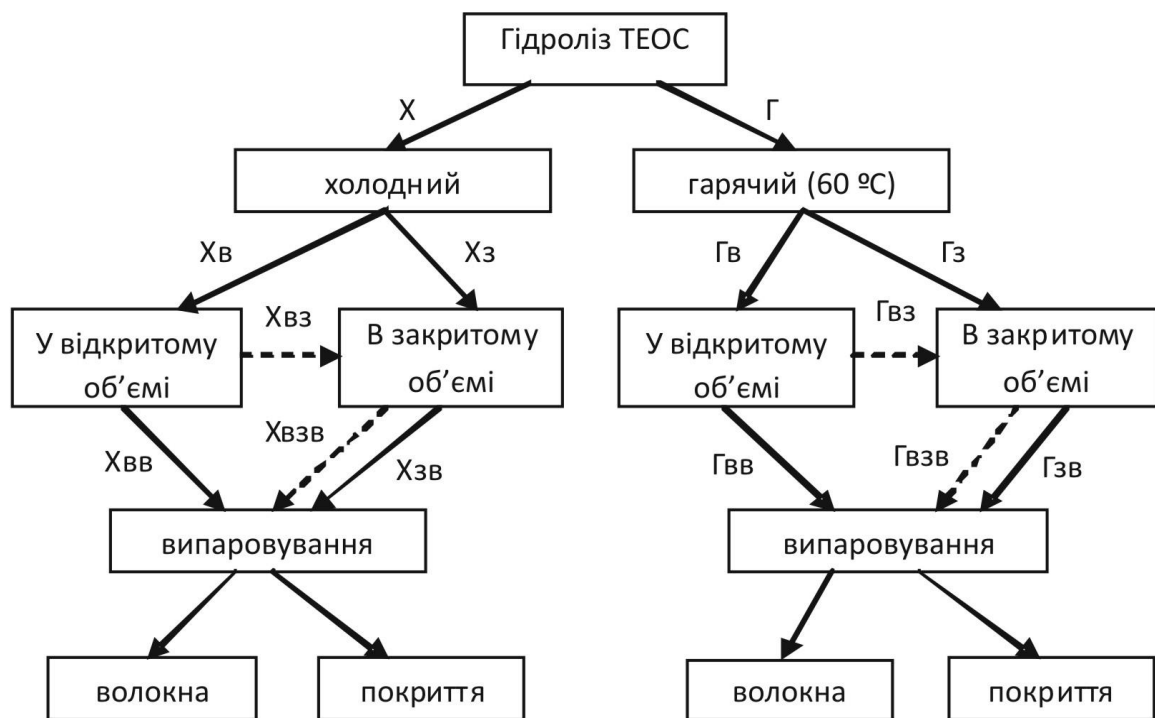 Гідроліз ТЕОС
Х
Г
холодний
гарячий (60 ºС)
Хв
Хз
Гв
Гз
У відкритому
об’ємі
Хвз
В закритому
об’ємі
У відкритому
об’ємі
Гвз
В закритому
об’ємі
Хвв
Хвзв
Хзв
Гвв
Гвзв
Гзв
випаровування
випаровування
волокна
покриття
волокна
покриття